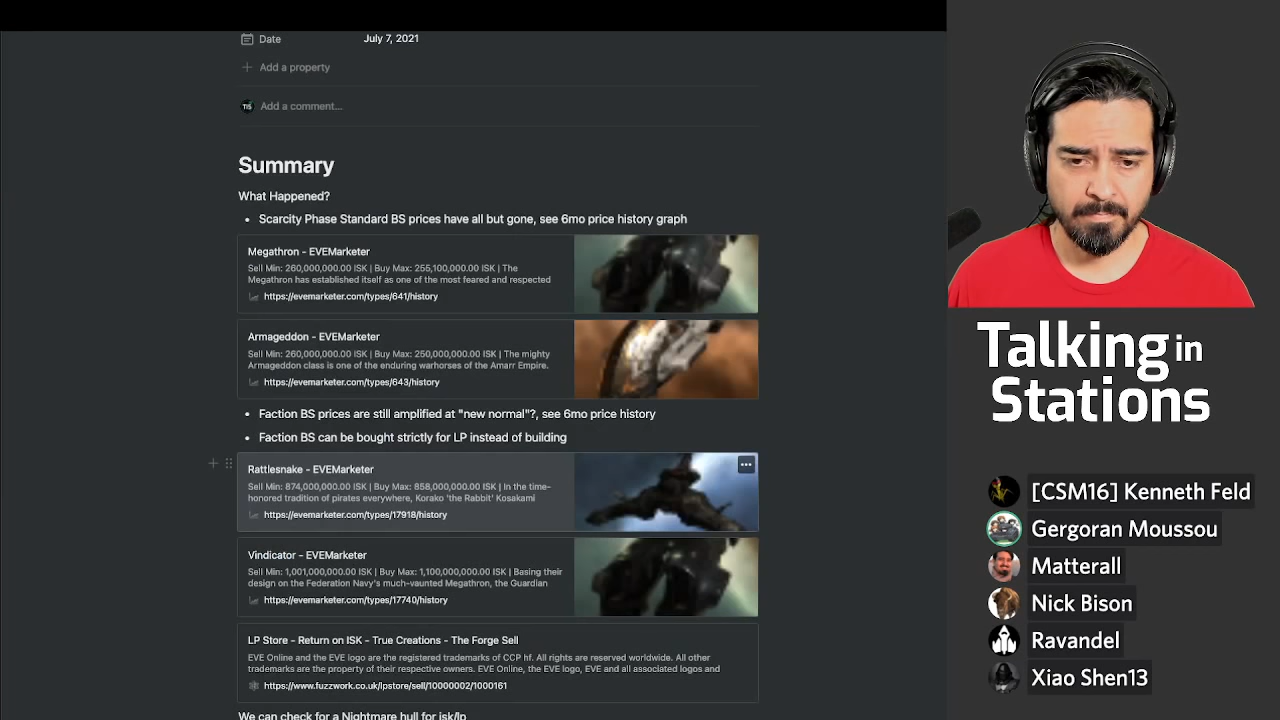 Date July 7, 2021
Add a property
TIS Add a comment...
Summary
What Happened?
• Scarcity Phase Standard BS prices have all but gone, see 6mo price history graph
Megathron - EVEMarketer
Sell Min: 260,000,000.00 ISK | Buy Max: 255,100,000.00 ISK | The
Megathron has established itself as one of the most feared and respected
https://evemarketer.com/types/641/history
Armageddon - EVEMarketer
Sell Min: 260,000,000.00 ISK | Buy Max: 250,000,000.00 ISK | The mighty
Armageddon class is one of the enduring warhorses of the Amarr Empire.
https://evemarketer.com/types/643/history
• Faction BS prices are still amplified at "new normal"?, see 6mo price history
• Faction BS can be bought strictly for LP instead of building
Rattlesnake - EVEMarketer
Sell Min: 874,000,000.00 ISK | Buy Max: 858,000,000.00 ISK | In the time-
honored tradition of pirates everywhere, Korako 'the Rabbit' Kosakami
https://evemarketer.com/types/17918/history
Vindicator - EVEMarketer
Sell Min: 1,001,000,000.00 ISK | Buy Max: 1,100,000,000.00 ISK | Basing their
design on the Federation Navy's much-vaunted Megathron, the Guardian
https://evemarketer.com/types/17740/history
LP Store - Return on ISK - True Creations - The Forge Sell
EVE Online and the EVE logo are the registered trademarks of CCP hf. All rights are reserved worldwide. All other
trademarks are the property of their respective owners. EVE Online, the EVE logo, EVE and all associated logos and
https://www.fuzzwork.co.uk/lpstore/sell/10000002/1000161
We can check for a Nightmare hull for isk/lp
Talking in
Stations
[CSM16] Kenneth Feld
Gergoran Moussou
Matterall
Nick Bison
Ravandel
Xiao Shen13